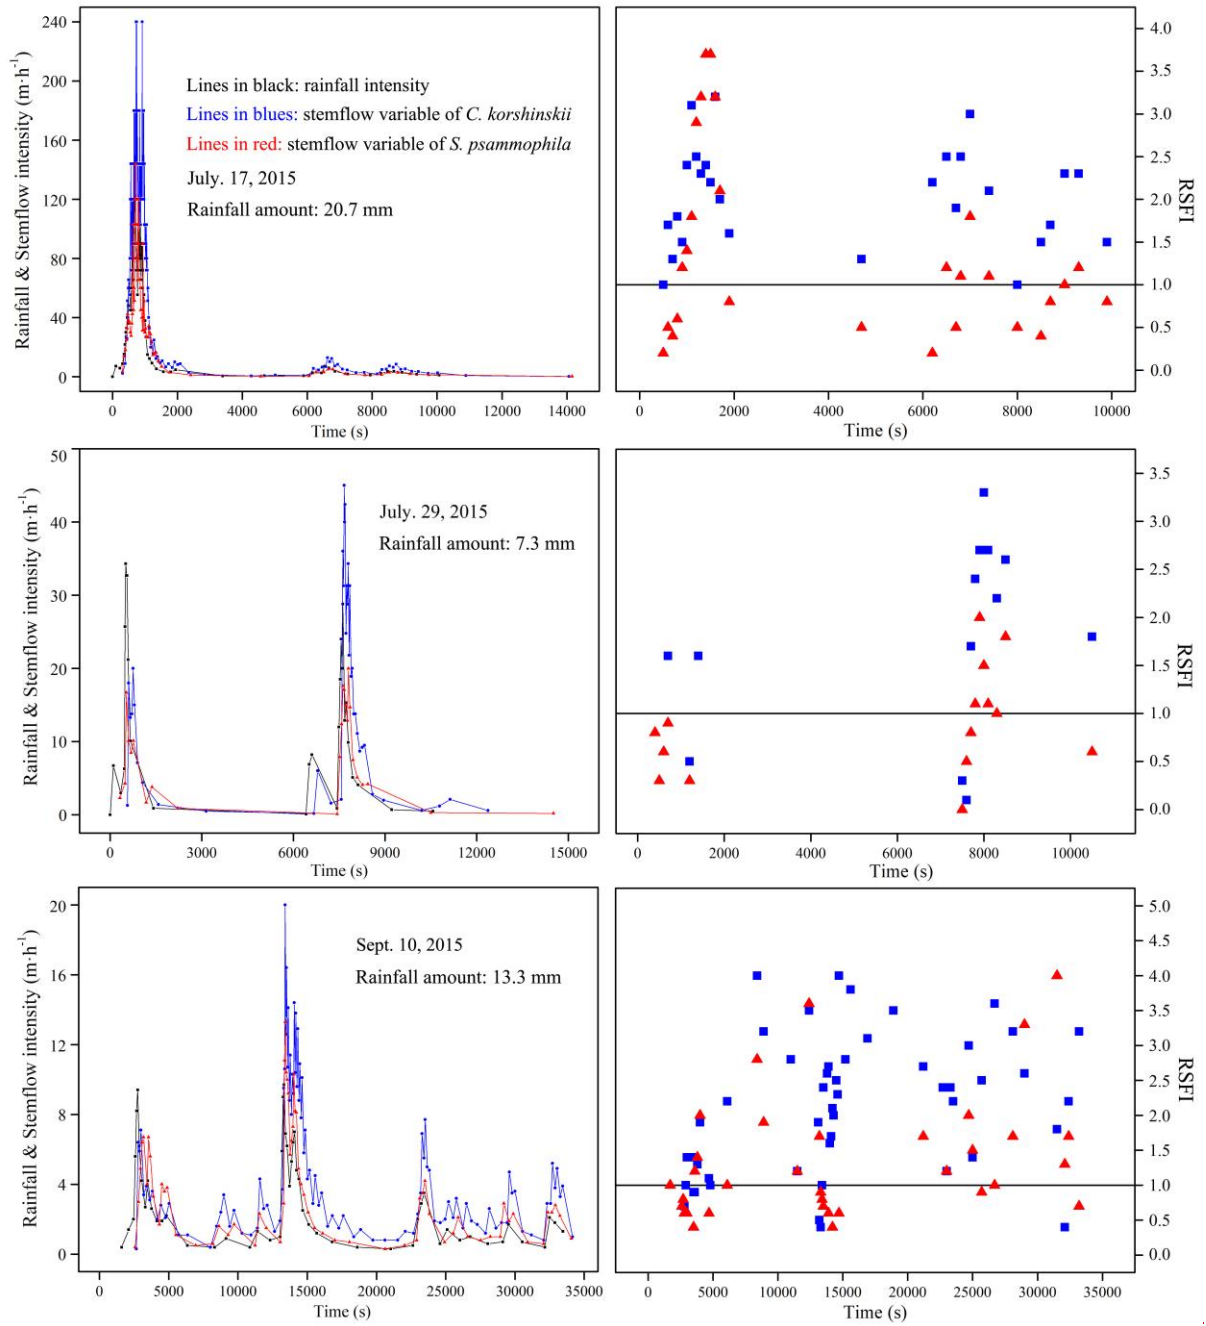 Rainfall & Stemflow intensity (m·h⁻¹)
240
200
160
120
80
40
0
Lines in black: rainfall intensity
Lines in blues: stemflow variable of C. korshinskii
Lines in red: stemflow variable of S. psammophila
July. 17, 2015
Rainfall amount: 20.7 mm
0 2000 4000 6000 8000 10000 12000 14000
Time (s)
4.0
3.5
3.0
2.5
2.0
1.5
1.0
0.5
0.0
RSFI
0 2000 4000 6000 8000 10000
Time (s)
Rainfall & Stemflow intensity (m·h⁻¹)
50
40
30
20
10
0
July. 29, 2015
Rainfall amount: 7.3 mm
0 3000 6000 9000 12000 15000
Time (s)
3.5
3.0
2.5
2.0
1.5
1.0
0.5
0.0
RSFI
0 2000 4000 6000 8000 10000
Time (s)
Rainfall & Stemflow intensity (m·h⁻¹)
20
16
12
8
4
0
Sept. 10, 2015
Rainfall amount: 13.3 mm
0 5000 10000 15000 20000 25000 30000 35000
Time (s)
5.0
4.5
4.0
3.5
3.0
2.5
2.0
1.5
1.0
0.5
0.0
RSFI
0 5000 10000 15000 20000 25000 30000 35000
Time (s)